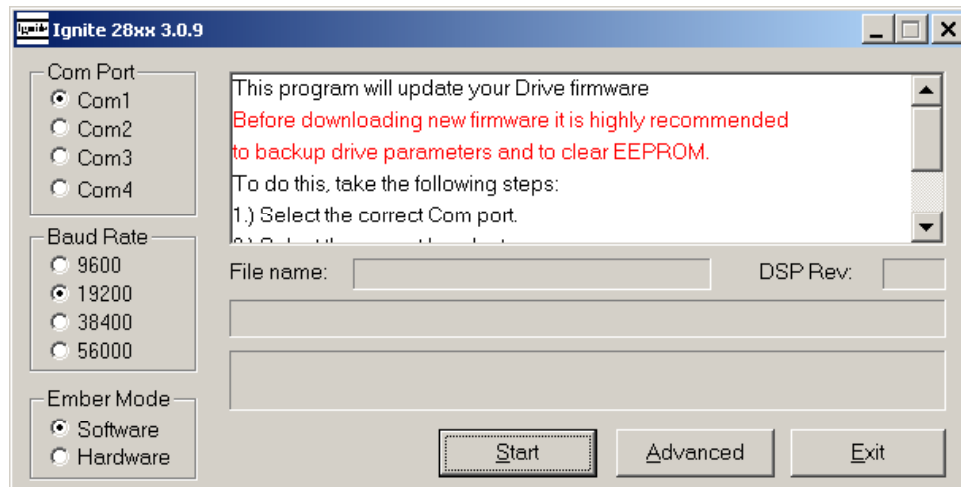 Ignite 28xx 3.0.9
Com Port
Com1
Com2
Com3
Com4
Baud Rate
9600
19200
38400
56000
Ember Mode
Software
Hardware
This program will update your Drive firmware
Before downloading new firmware it is highly recommended
to backup drive parameters and to clear EEPROM.
To do this, take the following steps:
1.) Select the correct Com port.
File name:
DSP Rev:
Start
Advanced
Exit